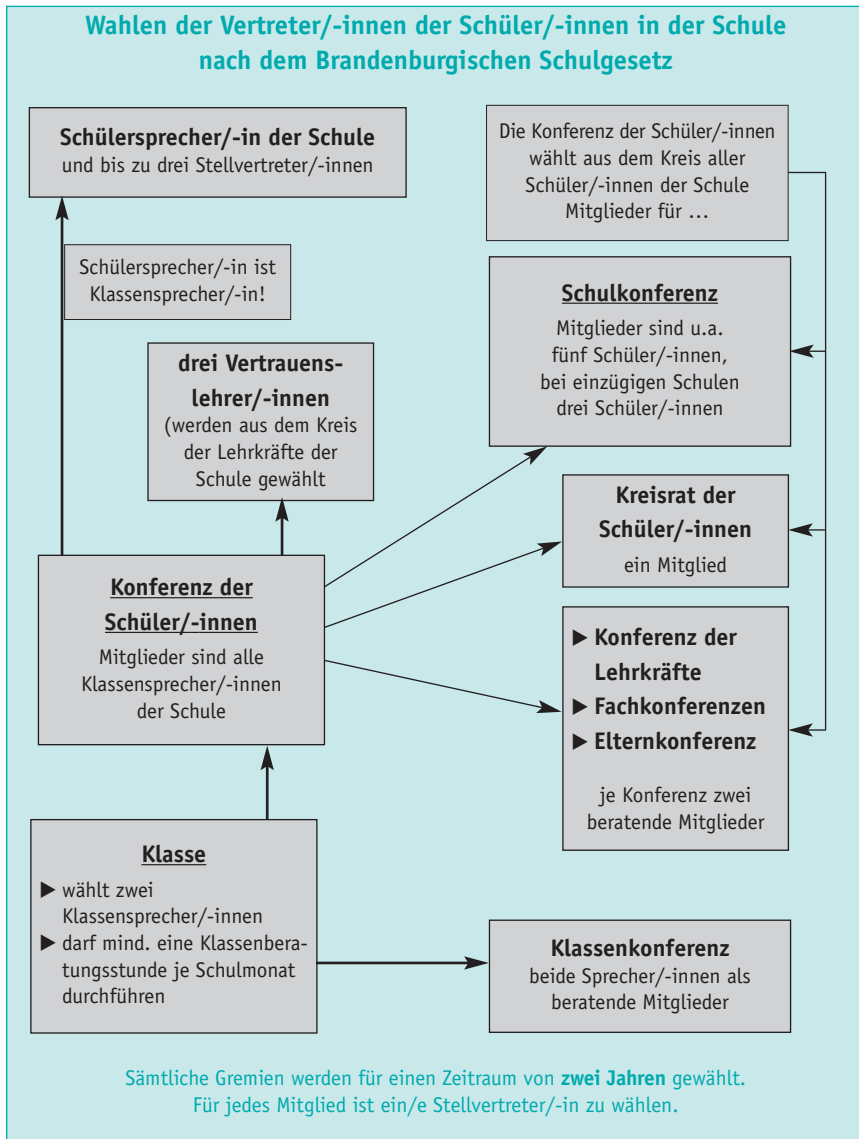 Wahlen der Vertreter/-innen der Schüler/-innen in der Schule
nach dem Brandenburgischen Schulgesetz
Schülersprecher/-in der Schule
und bis zu drei Stellvertreter/-innen
Die Konferenz der Schüler/-innen
wählt aus dem Kreis aller
Schüler/-innen der Schule
Mitglieder für ...
Schülersprecher/-in ist
Klassensprecher/-in!
Schulkonferenz
Mitglieder sind u.a.
fünf Schüler/-innen,
bei einzügigen Schulen
drei Schüler/-innen
drei Vertrauens-
lehrer/-innen
(werden aus dem Kreis
der Lehrkräfte der
Schule gewählt
Kreisrat der
Schüler/-innen
ein Mitglied
Konferenz der
Schüler/-innen
Mitglieder sind alle
Klassensprecher/-innen
der Schule
▶ Konferenz der
Lehrkräfte
▶ Fachkonferenzen
▶ Elternkonferenz
je Konferenz zwei
beratende Mitglieder
Klasse
▶ wählt zwei
Klassensprecher/-innen
▶ darf mind. eine Klassenbera-
tungsstunde je Schulmonat
durchführen
Klassenkonferenz
beide Sprecher/-innen als
beratende Mitglieder
Sämtliche Gremien werden für einen Zeitraum von zwei Jahren gewählt.
Für jedes Mitglied ist ein/e Stellvertreter/-in zu wählen.